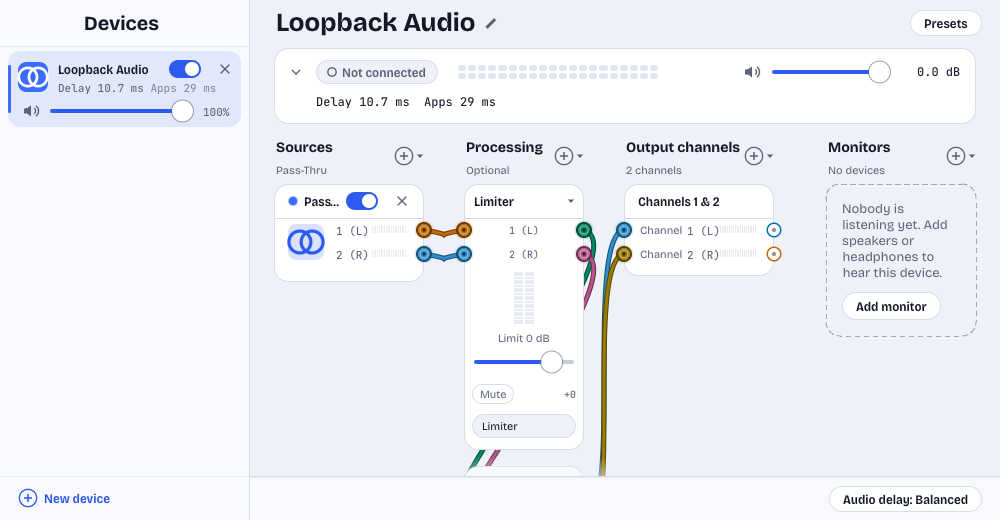 Devices
Loopback Audio
Delay 10.7 ms Apps 29 ms
100%
New device
Loopback Audio
Presets
Not connected
0.0 dB
Delay 10.7 ms Apps 29 ms
Sources
Pass-Thru
Pass...
1 (L)
2 (R)
Processing
Optional
Limiter
1 (L)
2 (R)
Limit 0 dB
Mute
+0
Limiter
Output channels
2 channels
Channels 1 & 2
Channel 1 (L)
Channel 2 (R)
Monitors
No devices
Nobody is
listening yet. Add
speakers or
headphones to
hear this device.
Add monitor
Audio delay: Balanced